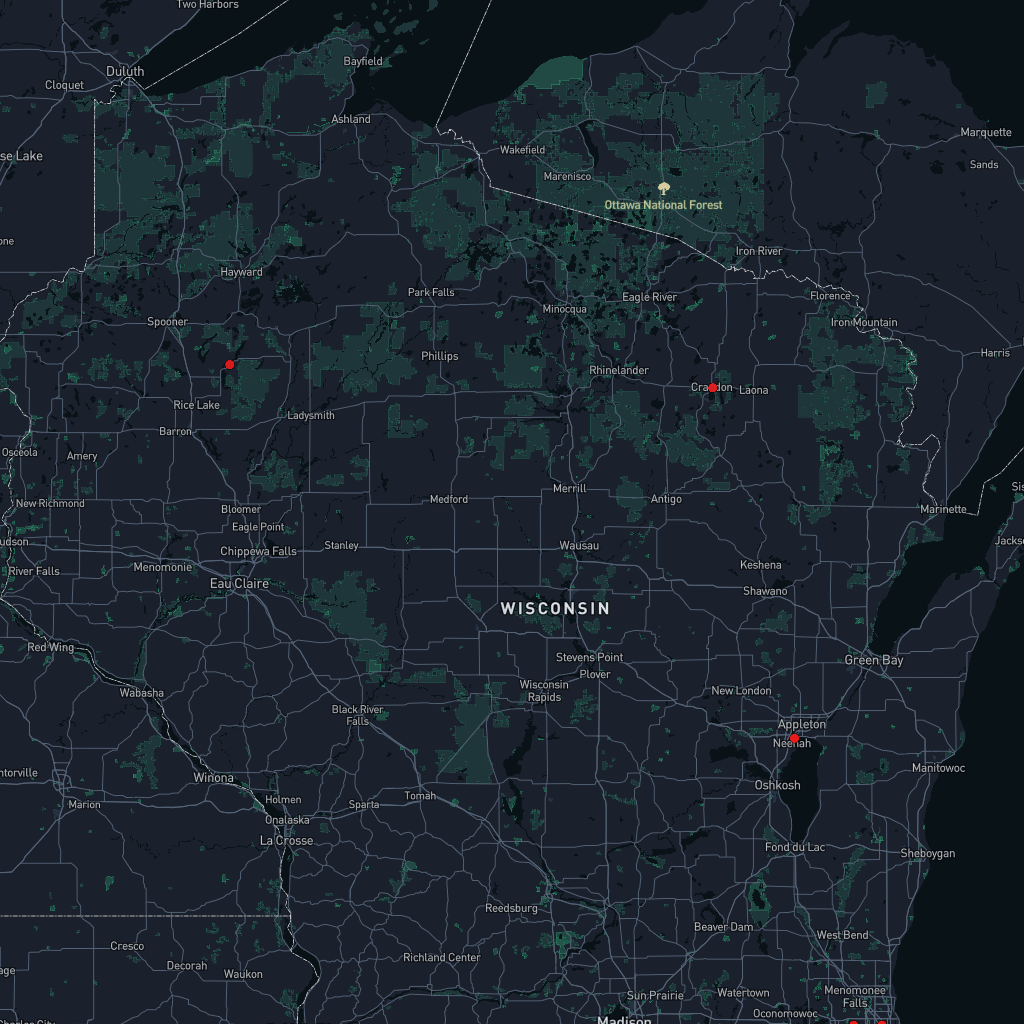 Two Harbors
Bayfield
Duluth
Cloquet
Ashland
Marquette
Wakefield
se Lake
Sands
Marenisco
Ottawa National Forest
one
Iron River
Hayward
Park Falls
Eagle River
Florence
Minocqua
Spooner
Iron Mountain
Harris
Phillips
Rhinelander
Crandon
Laona
Rice Lake
Ladysmith
Barron
Osceola
Amery
Merrill
Sis
Medford
Antigo
New Richmond
Bloomer
Marinette
Eagle Point
udson
Chippewa Falls
Stanley
Wausau
Jackso
River Falls
Menomonie
Keshena
Eau Claire
Shawano
WISCONSIN
Red Wing
Stevens Point
Green Bay
Plover
Wabasha
Wisconsin
Rapids
New London
Black River
Falls
Appleton
Neenah
ntorville
Winona
Oshkosh
Manitowoc
Marion
Holmen
Sparta
Tomah
Onalaska
La Crosse
Fond du Lac
Sheboygan
Reedsburg
Beaver Dam
West Bend
Cresco
Richland Center
Decorah
age
Waukon
Sun Prairie
Watertown
Menomonee
Falls
Oconomowoc
Madison
Charles City